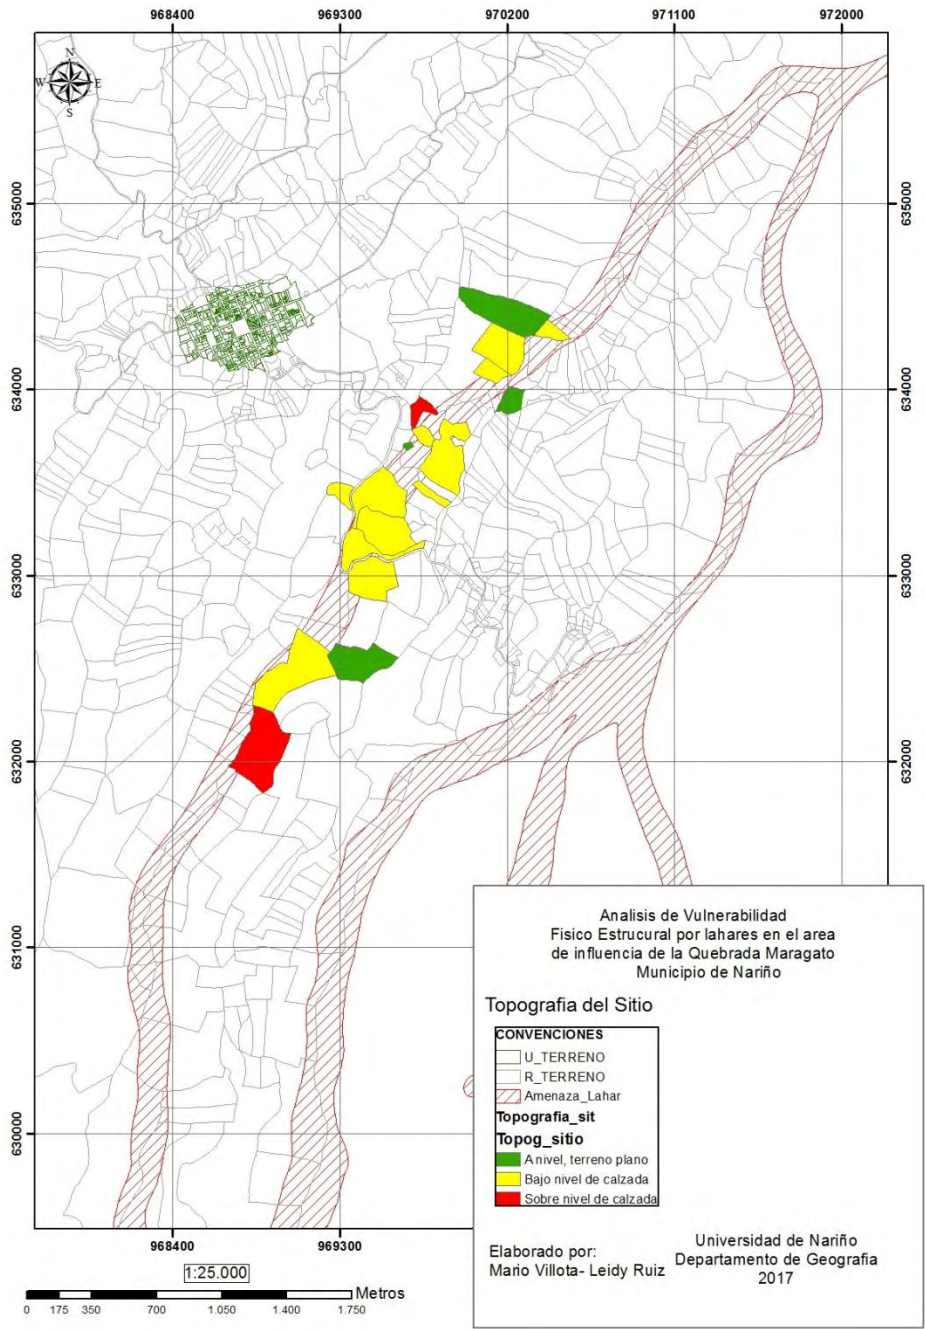 968400 969300 970200 971100 972000
N
W E
S
635000 635000
634000 634000
633000 633000
632000 632000
631000
630000
968400 969300
Analisis de Vulnerabilidad
Fisico Estrucural por lahares en el area
de influencia de la Quebrada Maragato
Municipio de Nariño
Topografia del Sitio
CONVENCIONES
U_TERRENO
R_TERRENO
Amenaza_Lahar
Topografia_sit
Topog_sitio
A nivel, terreno plano
Bajo nivel de calzada
Sobre nivel de calzada
Elaborado por:
Mario Villota- Leidy Ruiz
Universidad de Nariño
Departamento de Geografia
2017
1:25.000
Metros
0 175 350 700 1.050 1.400 1.750